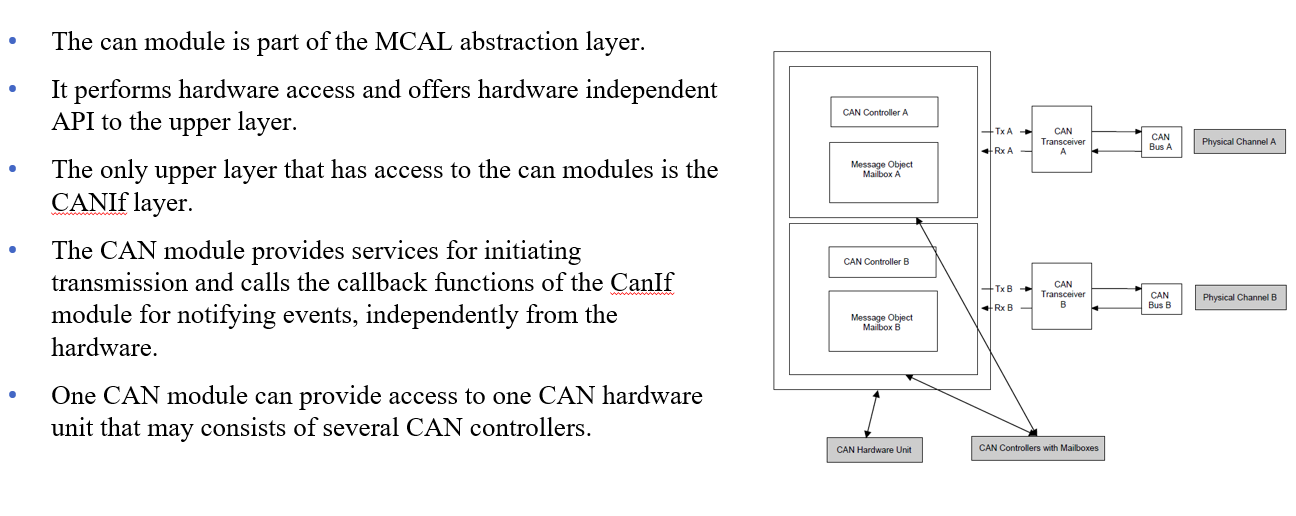 The can module is part of the MCAL abstraction layer.
It performs hardware access and offers hardware independent
API to the upper layer.
The only upper layer that has access to the can modules is the
CANIf layer.
The CAN module provides services for initiating
transmission and calls the callback functions of the CanIf
module for notifying events, independently from the
hardware.
One CAN module can provide access to one CAN hardware
unit that may consists of several CAN controllers.
CAN Controller A
Message Object
Mailbox A
Tx A
Rx A
CAN
Transceiver
A
CAN
Bus A
Physical Channel A
CAN Controller B
Message Object
Mailbox B
Tx B
Rx B
CAN
Transceiver
B
CAN
Bus B
Physical Channel B
CAN Hardware Unit
CAN Controllers with Mailboxes